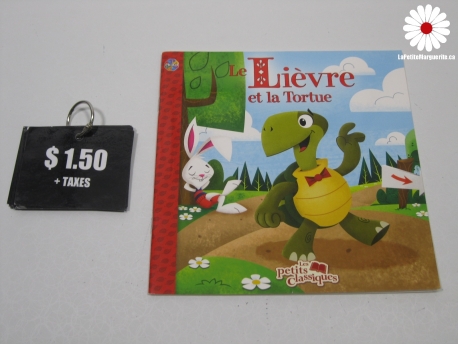 LaPetiteMarguerite.ca
Le Lièvre
et la Tortue
$1.50
+ TAXES
Les
petits
Classiques